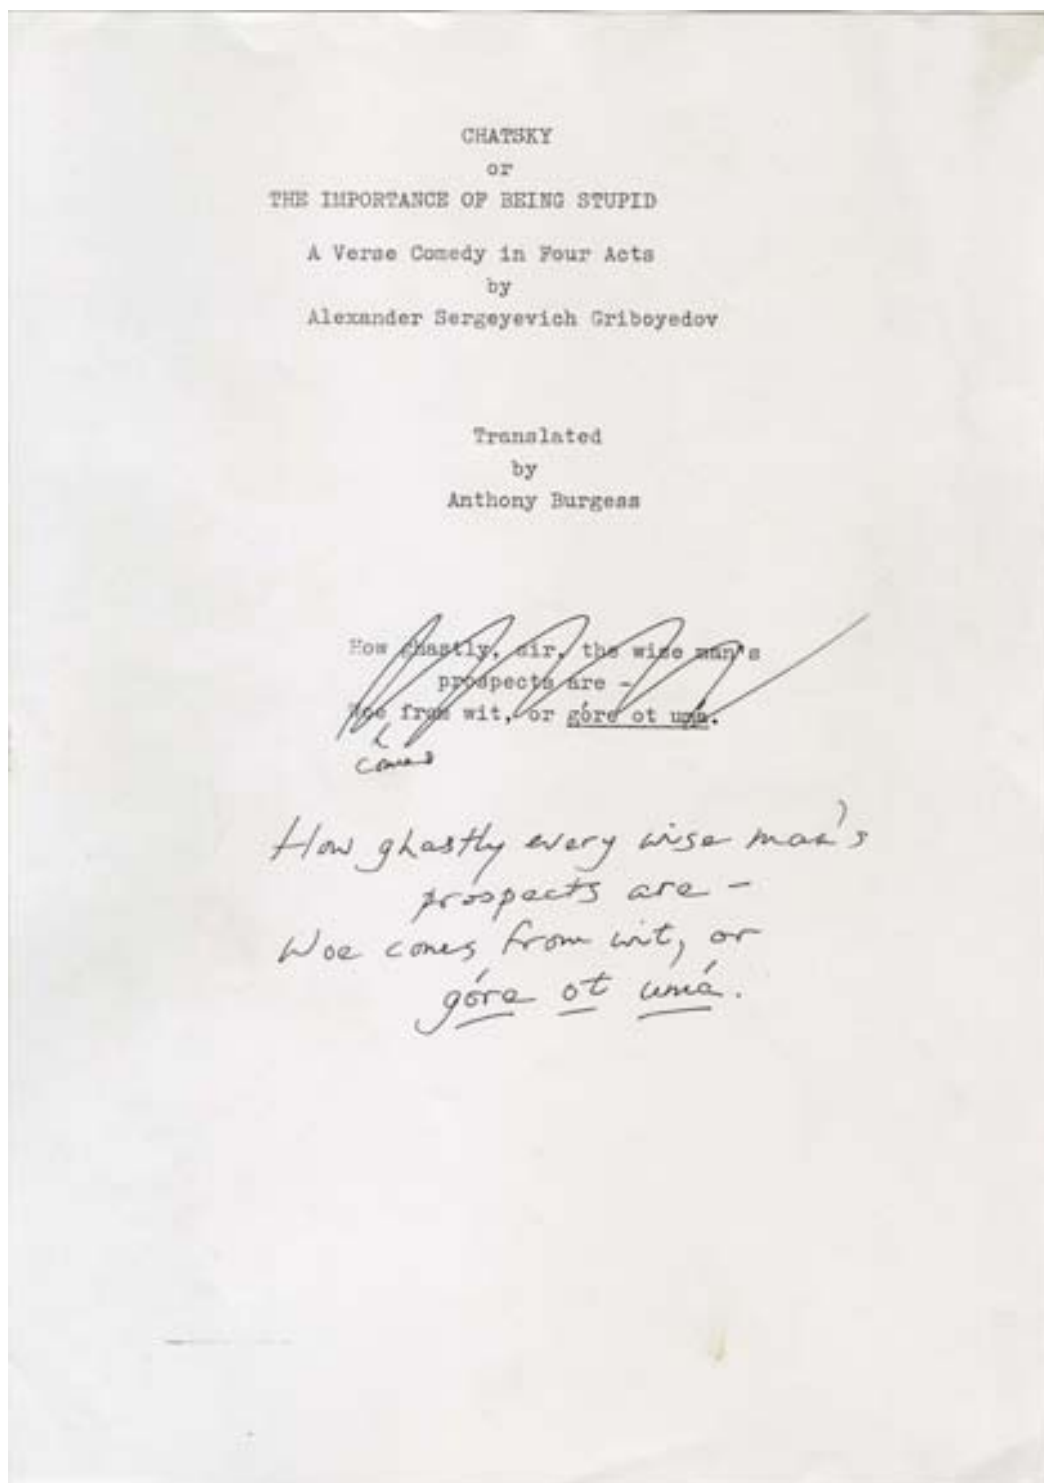 CHATSKY
or
THE IMPORTANCE OF BEING STUPID
A Verse Comedy in Four Acts
by
Alexander Sergeyevich Griboyedov
Translated
by
Anthony Burgess
How ghastly, sir, the wise man's
prospects are -
Woe from wit, or góre ot umá.
comes
How ghastly every wise man's
prospects are -
Woe comes from wit, or
góre ot umá.